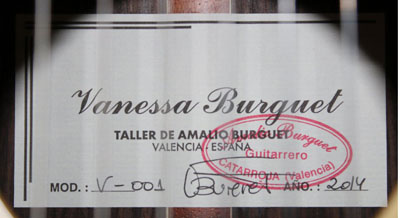 Vanessa Burguet
TALLER DE AMALIO BURGUET
VALENCIA ESPAÑA
Burguet
Guitarrero
CATARROJA (Valencia)
MOD.: V-001 AÑO.: 2014